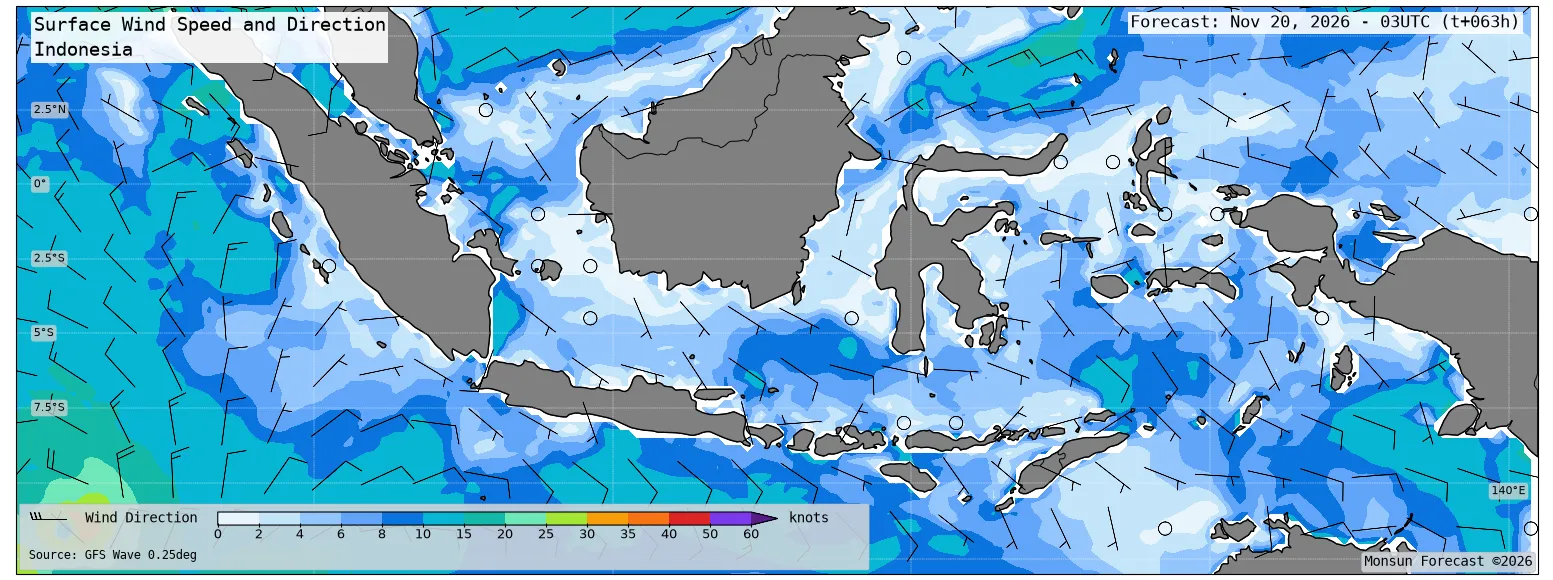 Surface Wind Speed and Direction
Indonesia
Forecast: Nov 20, 2026 - 03UTC (t+063h)
2.5°N
0°
2.5°S
5°S
7.5°S
140°E
Wind Direction
knots
0 2 4 6 8 10 15 20 25 30 35 40 50 60
Source: GFS Wave 0.25deg
Monsun Forecast ©2026